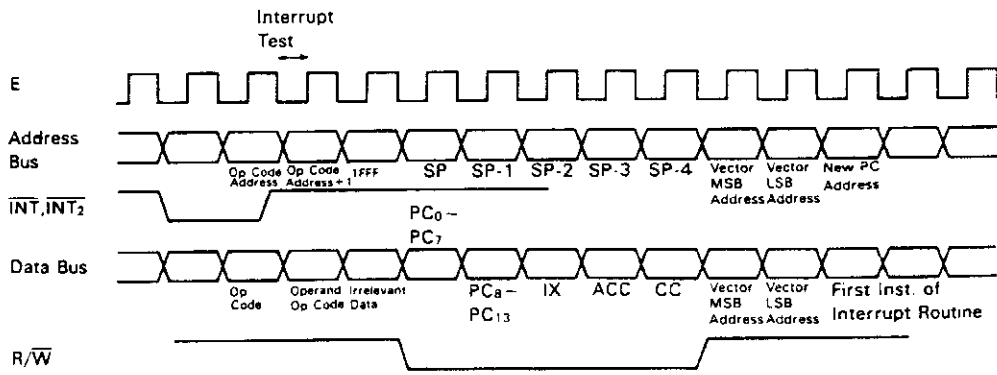 Interrupt
Test
E
Address
Bus
Op Code
Address
Op Code
Address+1
1FFF
SP
SP-1
SP-2
SP-3
SP-4
Vector
MSB
Address
Vector
LSB
Address
New PC
Address
INT,INT2
PC0~
PC7
Data Bus
Op
Code
Operand
Op Code
Irrelevant
Data
PC8~
PC13
IX
ACC
CC
Vector
MSB
Address
Vector
LSB
Address
First Inst. of
Interrupt Routine
R/W